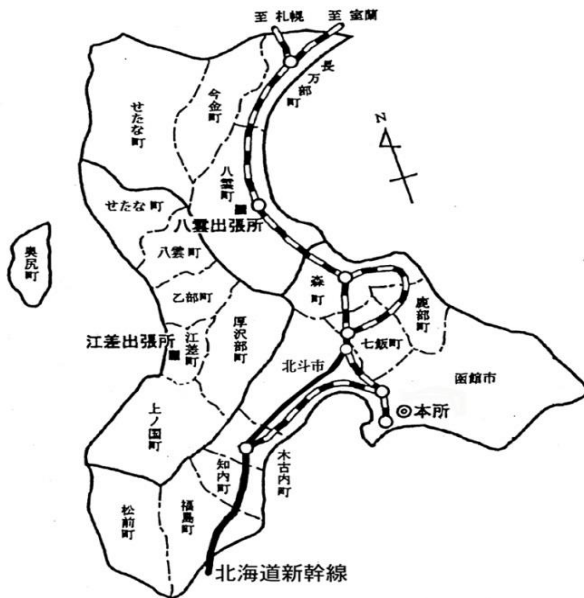 至 札幌
至 室蘭
長万部町
今金町
せたな町
N
八雲町
せたな町
八雲出張所
八雲町
奥尻町
森町
鹿部町
乙部町
厚沢部町
江差出張所
江差町
七飯町
北斗市
函館市
本所
上ノ国町
木古内町
知内町
松前町
福島町
北海道新幹線